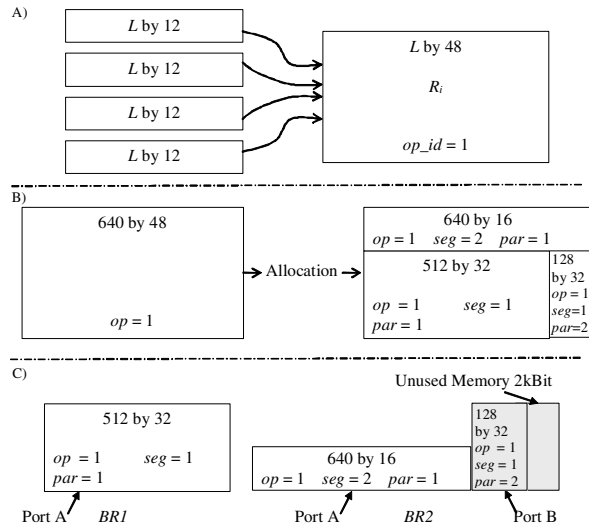 A)
L by 12
L by 12
L by 12
L by 12
L by 48
Ri
op_id = 1
B)
640 by 48
op = 1
Allocation
640 by 16
op = 1 seg = 2 par = 1
512 by 32
op = 1 seg = 1
par = 1
128
by 32
op = 1
seg=1
par=2
C)
Unused Memory 2kBit
512 by 32
op = 1 seg = 1
par = 1
Port A BR1
640 by 16
op = 1 seg = 2 par = 1
Port A BR2
128
by 32
op = 1
seg = 1
par = 2
Port B